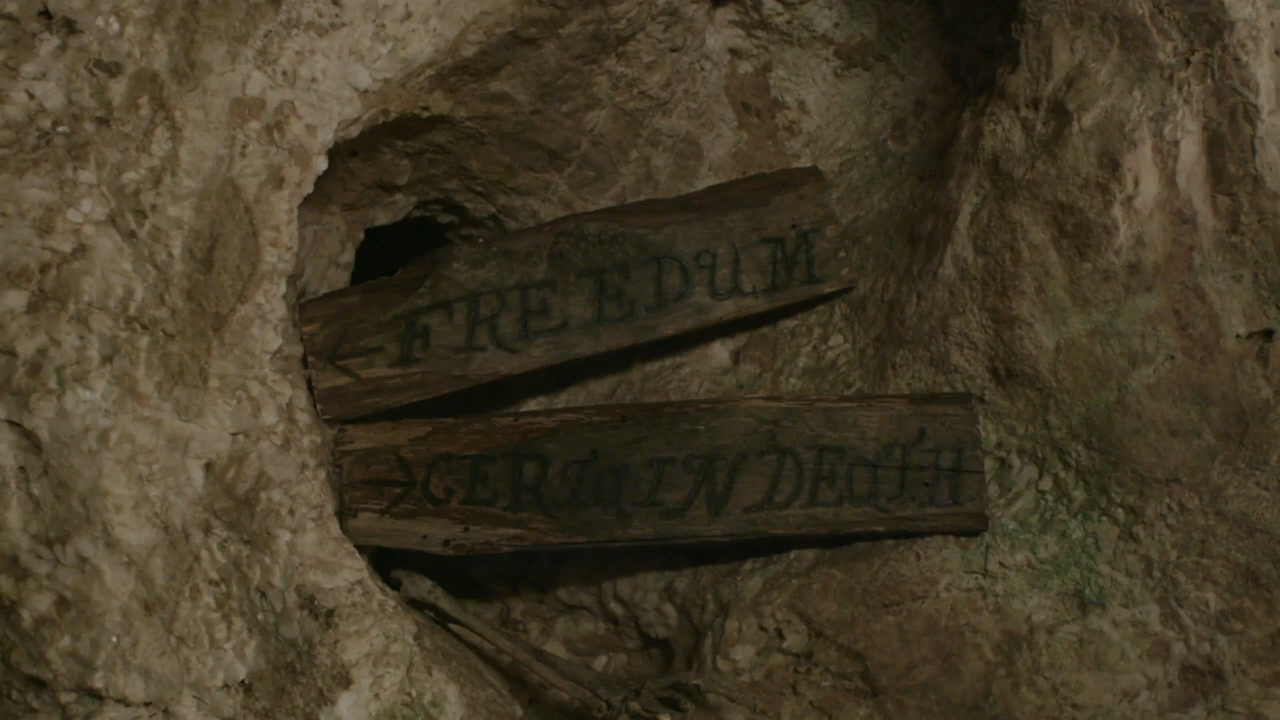 ← FREEDUM
→ CERTaIN DEaTH